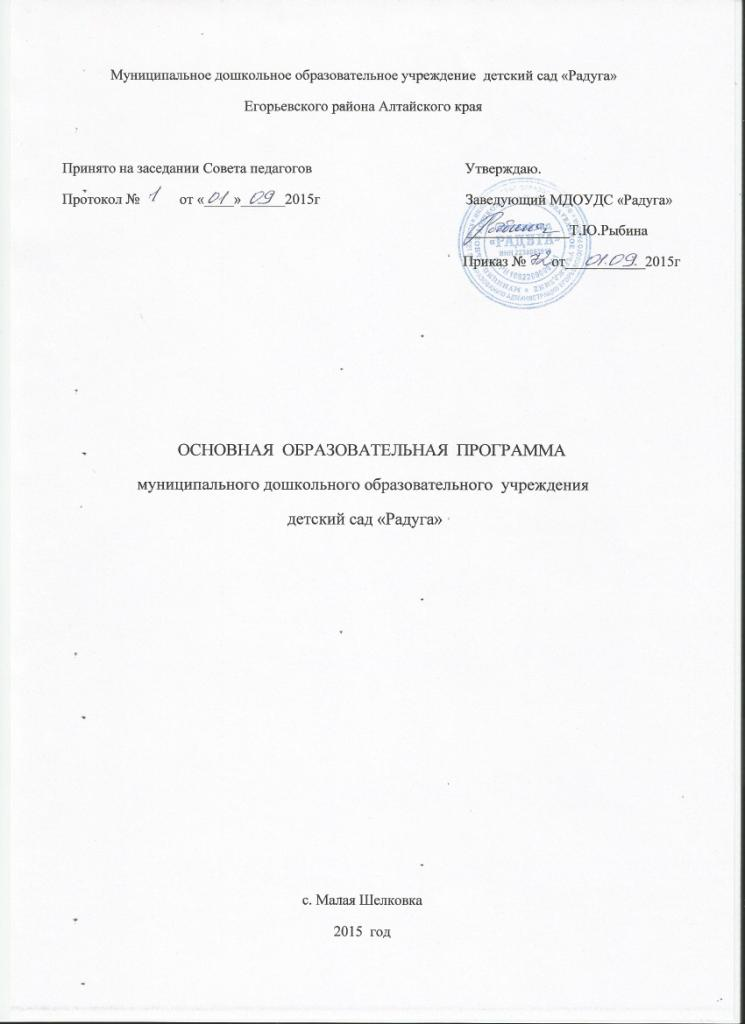 Муниципальное дошкольное образовательное учреждение детский сад «Радуга»
Егорьевского района Алтайского края
Принято на заседании Совета педагогов
Протокол № 1 от «01» 09 2015г
Утверждаю.
Заведующий МДОУДС «Радуга»
Т.Ю.Рыбина
Приказ № 72 от 01.09. 2015г
«РАДУГА»
ОСНОВНАЯ ОБРАЗОВАТЕЛЬНАЯ ПРОГРАММА
муниципального дошкольного образовательного учреждения
детский сад «Радуга»
с. Малая Шелковка
2015 год